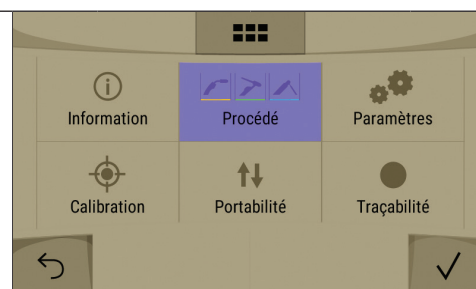 Information
Procédé
Paramètres
Calibration
Portabilité
Traçabilité